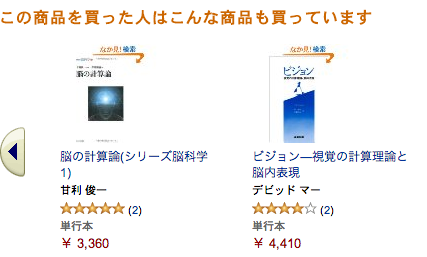 この商品を買った人はこんな商品も買っています
なか見!検索
なか見!検索
脳の計算論
ビジョン
脳の計算論(シリーズ脳科学
1)
甘利 俊一
(2)
単行本
¥ 3,360
ビジョン―視覚の計算理論と
脳内表現
デビッド マー
(2)
単行本
¥ 4,410